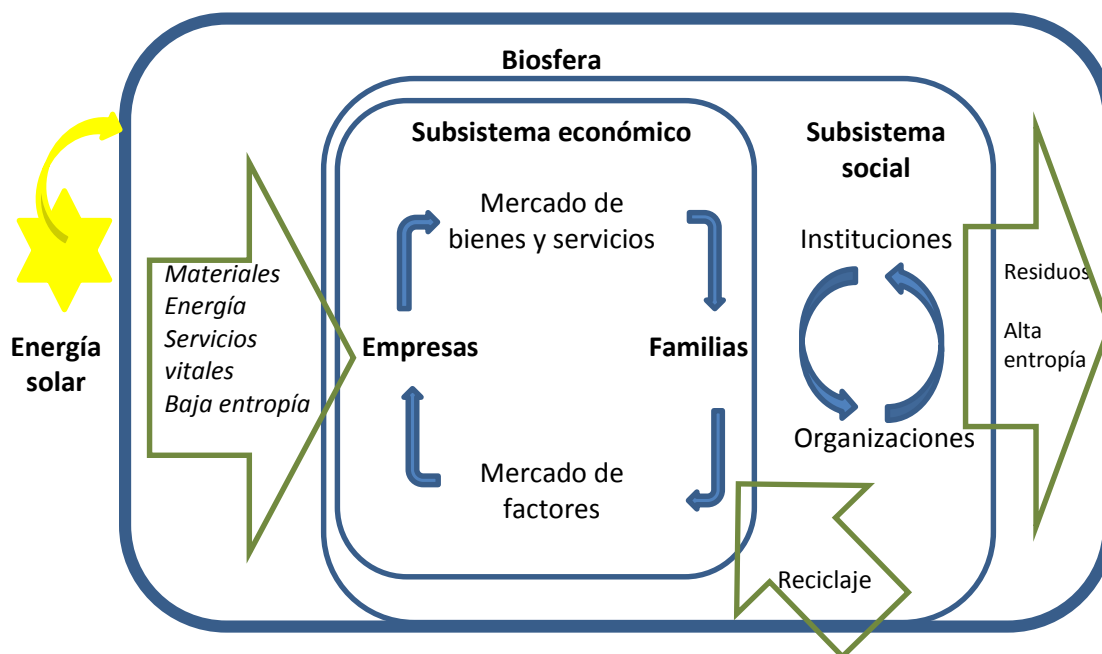 Biosfera
Subsistema económico
Subsistema
social
Mercado de
bienes y servicios
Instituciones
Materiales
Energía
Servicios
vitales
Baja entropía
Residuos
Alta
entropía
Energía
solar
Empresas
Familias
Organizaciones
Mercado de
factores
Reciclaje